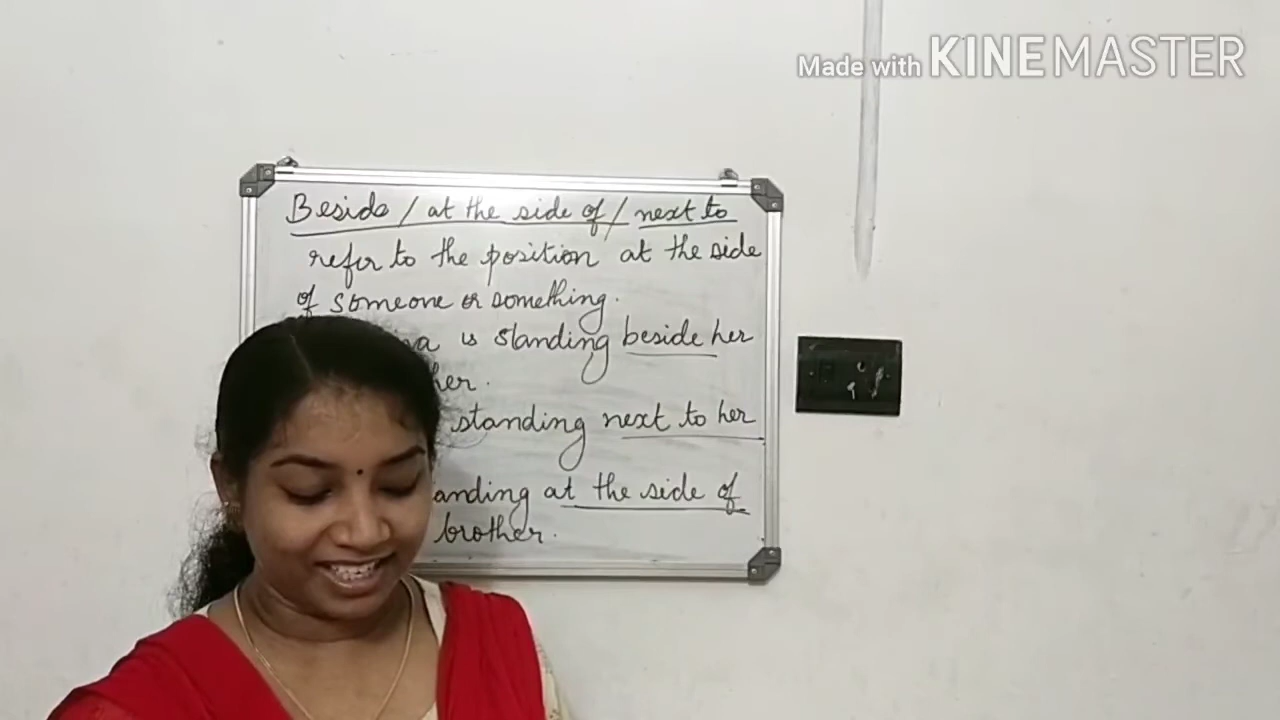 Made with KINEMASTER
Beside / at the side of / next to
refer to the position at the side
of someone or something.
is standing beside her
standing next to her
at the side of
brother.